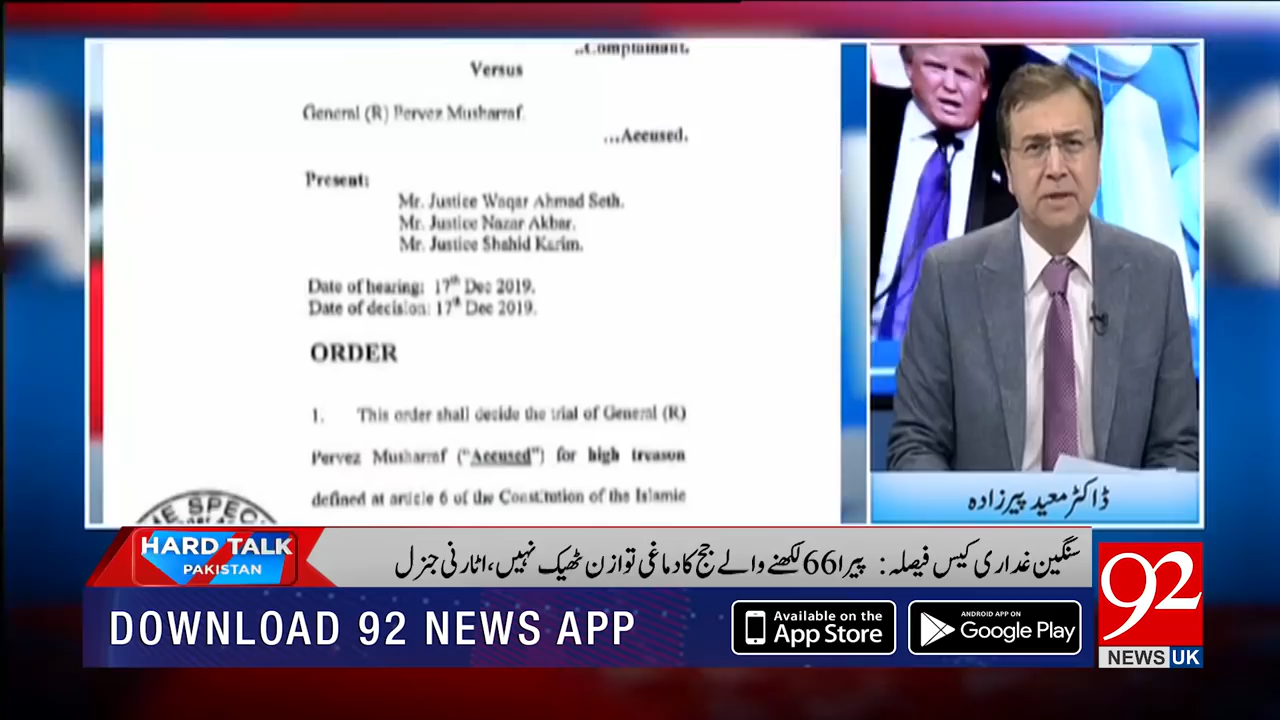 ..Complainant.
Versus
General (R) Pervez Musharraf.
...Accused.
Present:
Mr. Justice Waqar Ahmad Seth.
Mr. Justice Nazar Akbar.
Mr. Justice Shahid Karim.
Date of hearing: 17th Dec 2019.
Date of decision: 17th Dec 2019.
ORDER
1. This order shall decide the trial of General (R)
Pervez Musharraf ("Accused") for high treason
defined at article 6 of the Constitution of the Islamic
THE SPECI
ڈاکٹر معید پیرزادہ
HARD TALK
PAKISTAN
سنگین غداری کیس فیصلہ: پیرا 66 لکھنے والے جج کا دماغی توازن ٹھیک نہیں، اٹارنی جنرل
DOWNLOAD 92 NEWS APP
Available on the
App Store
ANDROID APP ON
Google Play
92
NEWS UK